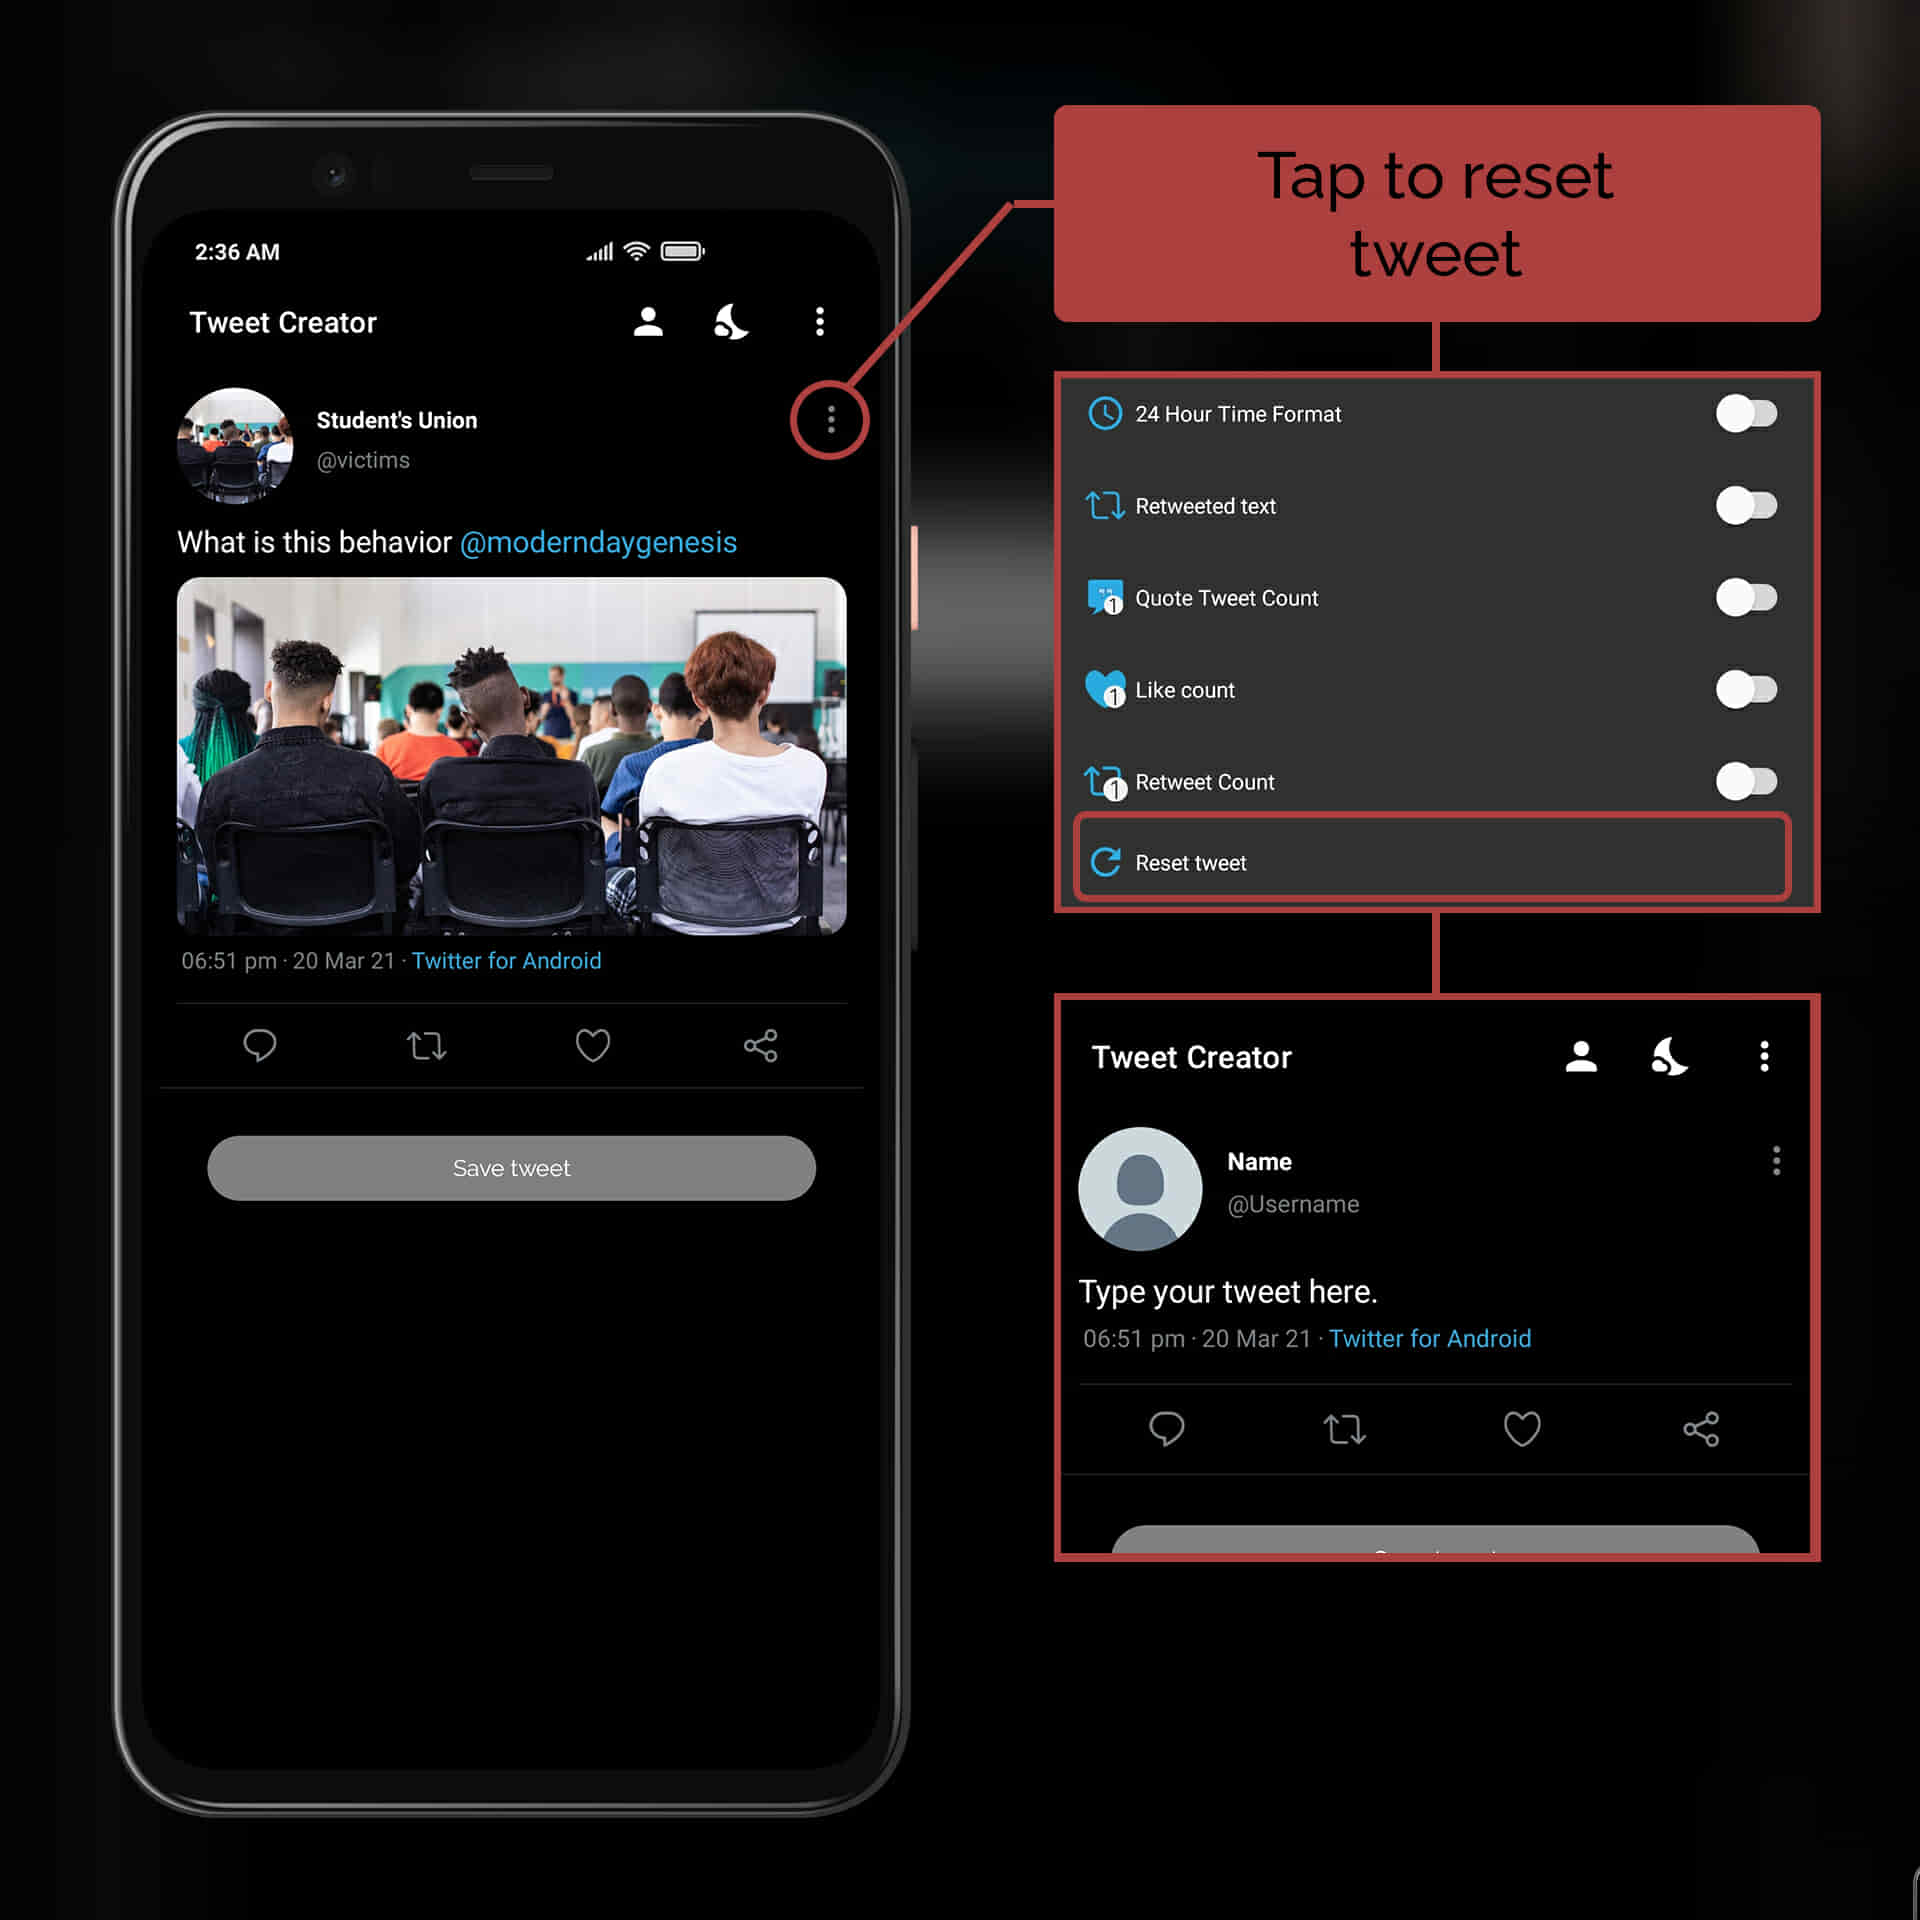 2:36 AM
Tweet Creator
Student's Union
@victims
What is this behavior @moderndaygenesis
06:51 pm · 20 Mar 21 · Twitter for Android
Save tweet
Tap to reset
tweet
24 Hour Time Format
Retweeted text
1
Quote Tweet Count
1
Like count
1
Retweet Count
Reset tweet
Tweet Creator
Name
@Username
Type your tweet here.
06:51 pm · 20 Mar 21 · Twitter for Android